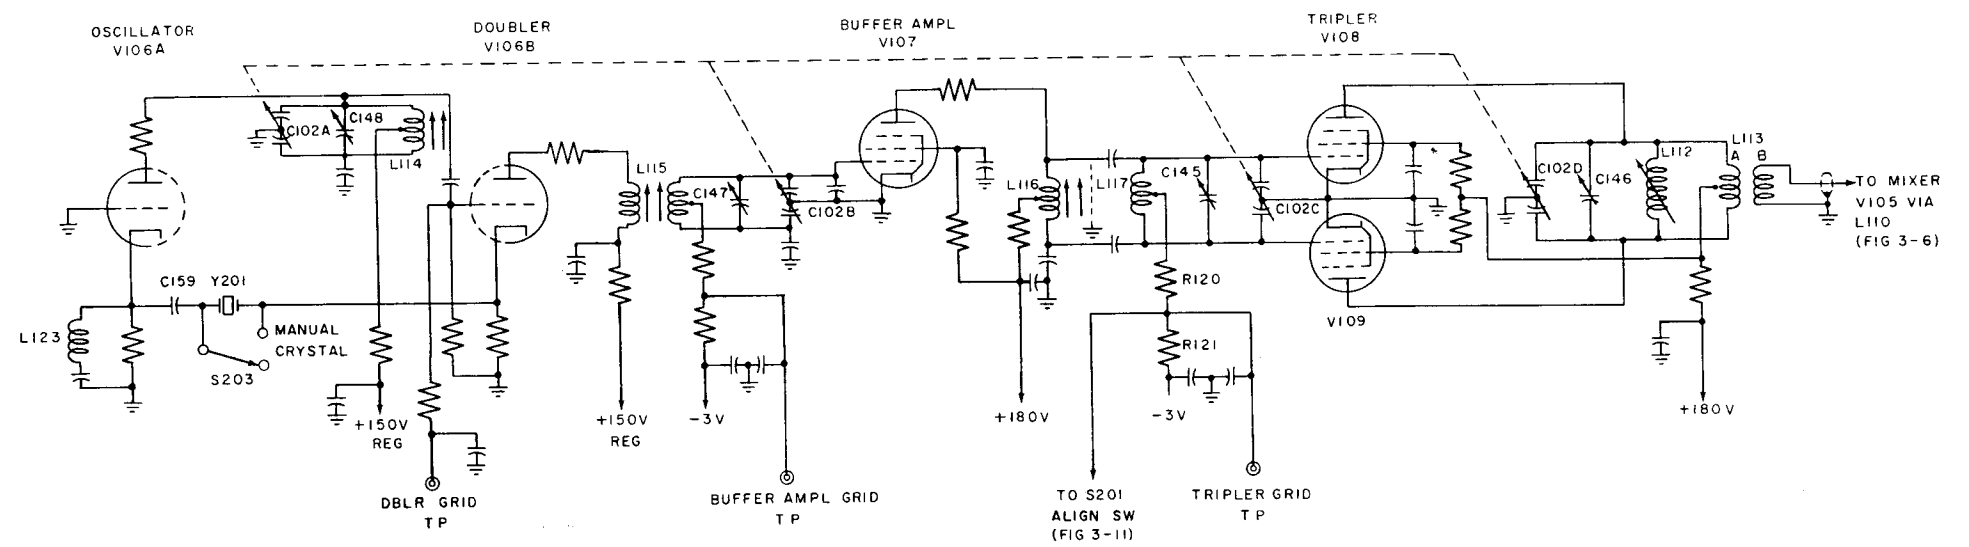 OSCILLATOR
V106A
DOUBLER
V106B
BUFFER AMPL
V107
TRIPLER
V108
C102A
C148
L114
L115
C147
C102B
L116
L117
C145
C102C
C102D
C146
L112
L113
A B
TO MIXER
V105 V1A
L110
(FIG 3-6)
C159
Y201
L123
MANUAL
CRYSTAL
S203
R120
R121
V109
+150V
REG
+150V
REG
-3V
+180V
-3V
+180V
DBLR GRID
TP
BUFFER AMPL GRID
TP
TO S201
ALIGN SW
(FIG 3-11)
TRIPLER GRID
TP